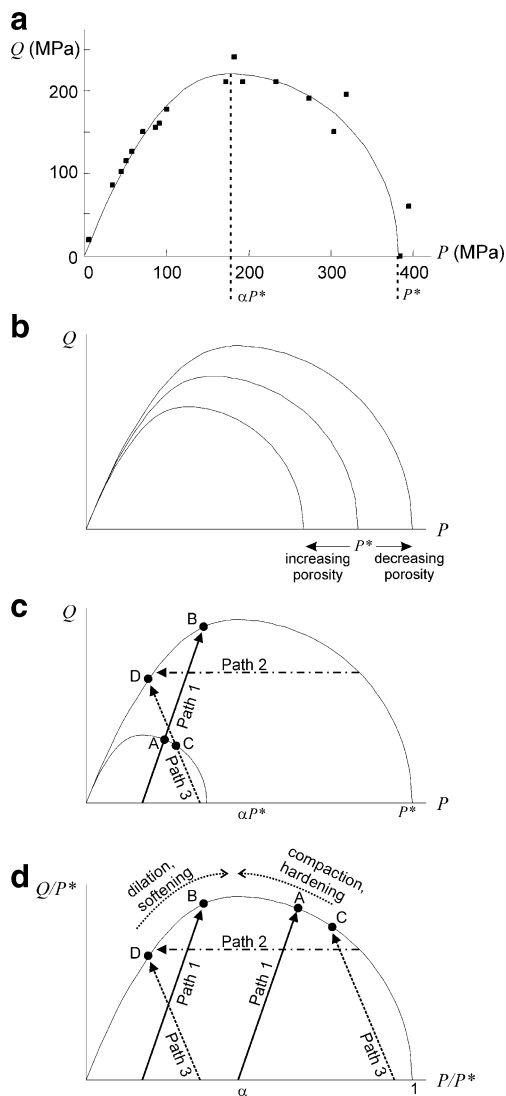 a
Q (MPa)
200
100
0
0 100 200 300 400 P (MPa)
αP* P*
b
Q
P
P*
increasing decreasing
porosity porosity
c
Q
B
D
Path 2
Path 1
A C
Path 3
αP* P* P
d
Q/P*
dilation,
softening
compaction,
hardening
B A
C
D
Path 2
Path 1 Path 1
Path 3 Path 3
α 1 P/P*